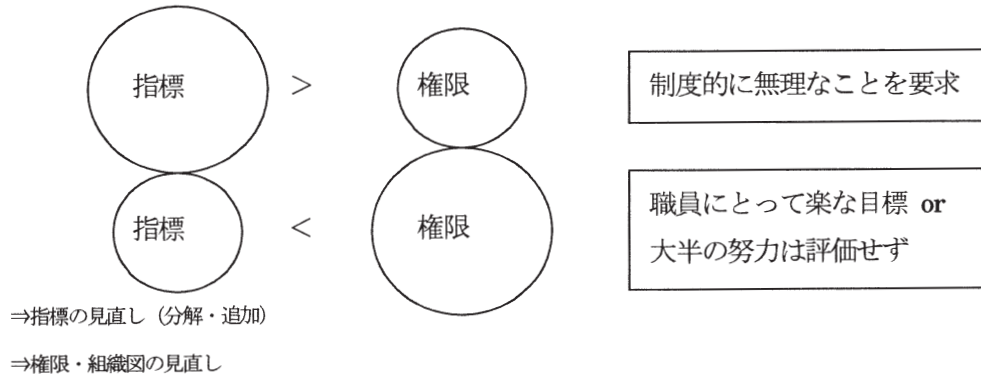 指標 > 権限 制度的に無理なことを要求
指標 < 権限 職員にとって楽な目標 or
大半の努力は評価せず
⇒指標の見直し（分解・追加）
⇒権限・組織図の見直し